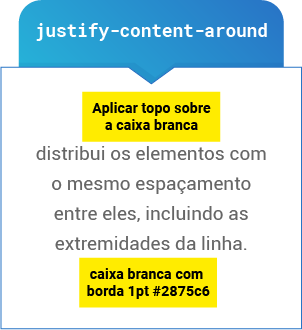 justify-content-around
Aplicar topo sobre
a caixa branca
distribui os elementos com
o mesmo espaçamento
entre eles, incluindo as
extremidades da linha.
caixa branca com
borda 1pt #2875c6